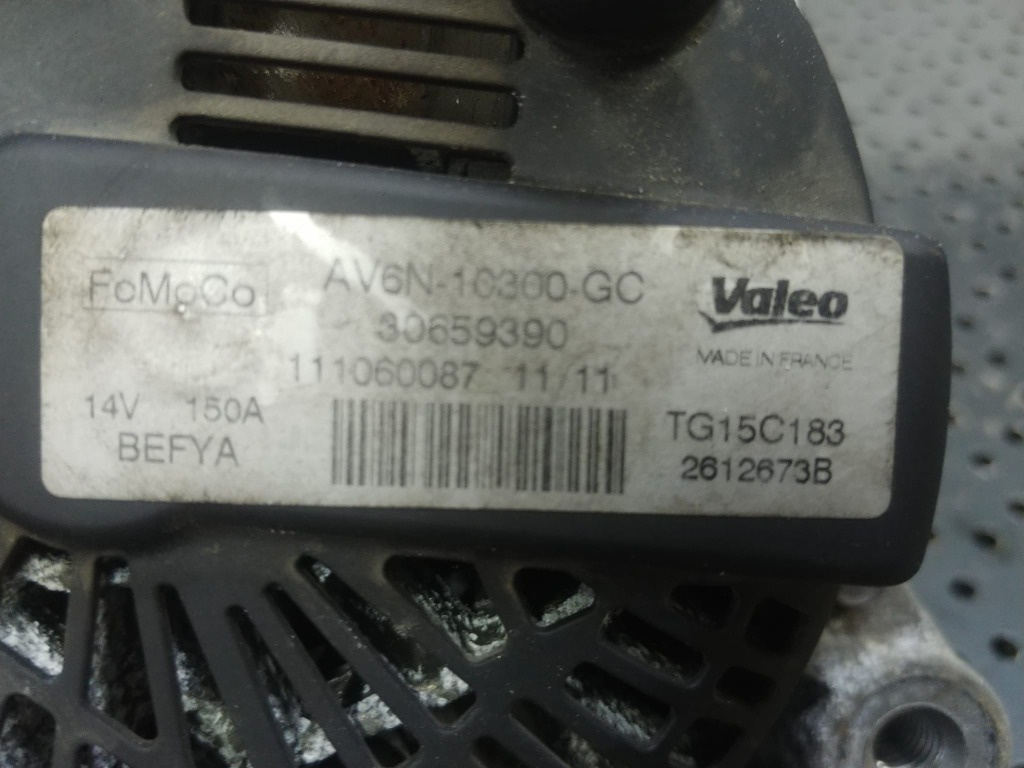 FoMoCo
AV6N-10300-GC
30659390
111060087 11/11
14V 150A
BEFYA
Valeo
MADE IN FRANCE
TG15C183
2612673B